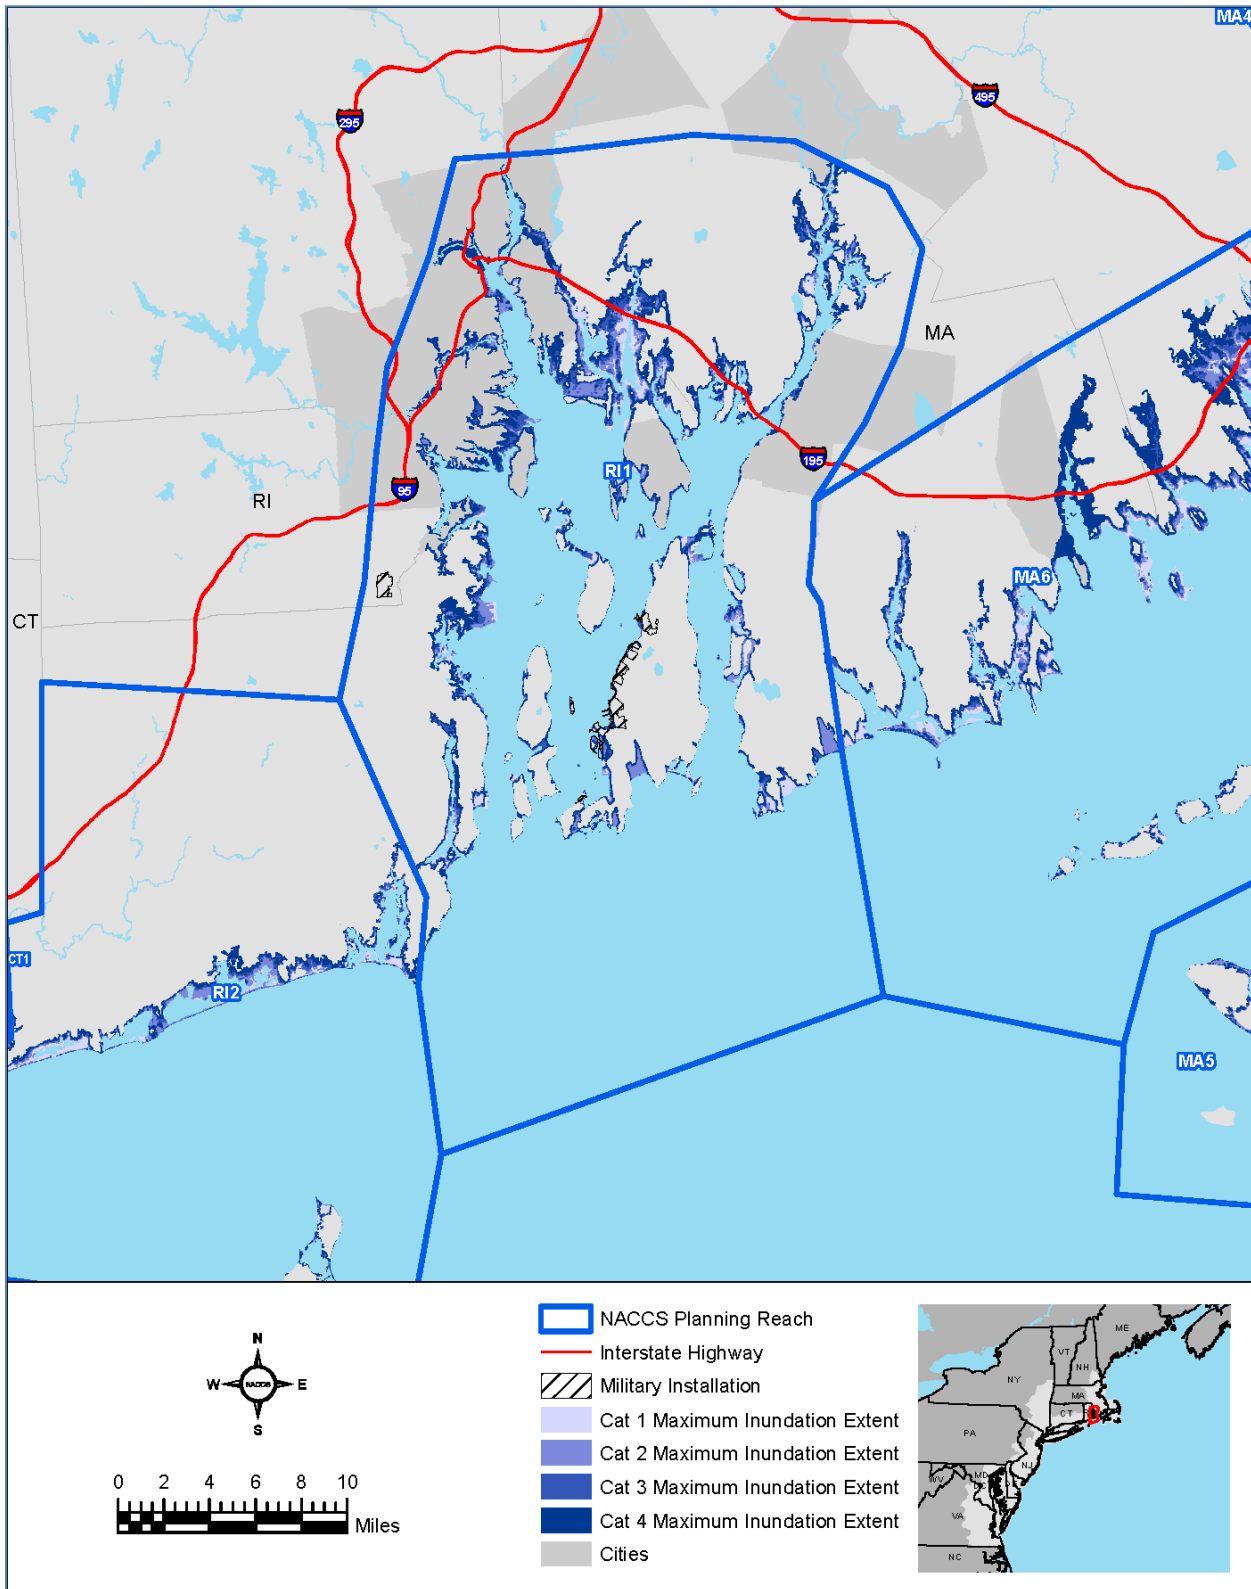 MA4
295
495
MA
RI1
195
95
RI
MA6
CT
CT1
RI2
MA5
N
W NACCS E
S
0 2 4 6 8 10
Miles
NACCS Planning Reach
Interstate Highway
Military Installation
Cat 1 Maximum Inundation Extent
Cat 2 Maximum Inundation Extent
Cat 3 Maximum Inundation Extent
Cat 4 Maximum Inundation Extent
Cities
ME
VT
NH
NY
MA
CT
PA
NJ
MD
WV
VA
NC